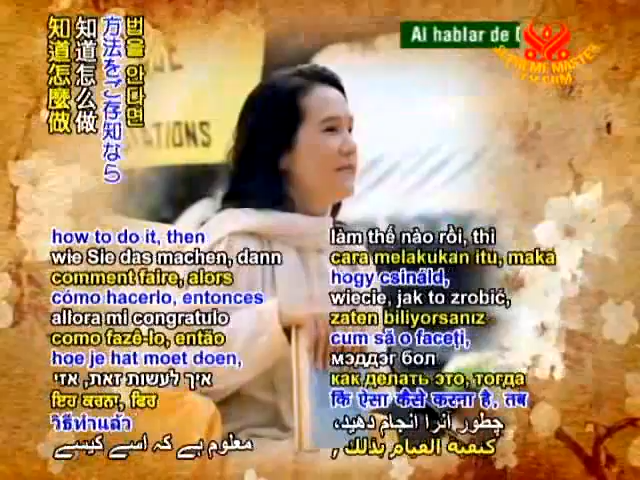 법을 안다면
方法をご存知なら
知道怎么做
知道怎麼做
Al hablar de
SUPREME MASTER
TV.COM
ATIONS
how to do it, then
wie Sie das machen, dann
comment faire, alors
cómo hacerlo, entonces
allora mi congratulo
como fazê-lo, então
hoe je hat moet doen,
איך לעשות זאת, אזי
ਇਹ ਕਰਨਾ, ਫਿਰ
วิธีทำแล้ว
معلوم ہے کہ اسے کیسے
làm thế nào rồi, thì
cara melakukan itu, maka
hogy csináld,
wiecie, jak to zrobić,
zaten biliyorsanız
cum să o faceţi,
мэддэг бол
как делать это, тогда
कि ऐसा कैसे करना है, तब
چطور آنرا انجام دهید،
كيفية القيام بذلك ,